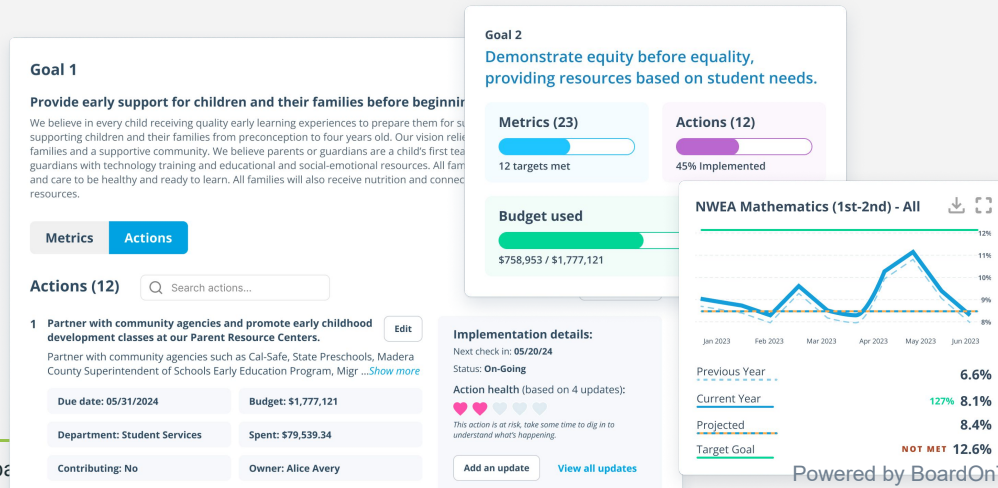 Goal 1
Provide early support for children and their families before
We believe in every child receiving quality early learning experiences to prepare them for
supporting children and their families from preconception to four years old. Our vision
families and a supportive community. We believe parents or guardians are a child's first
guardians with technology training and educational and social-emotional resources. All
and care to be healthy and ready to learn. All families will also receive nutrition and
resources.
Metrics
Actions
Actions (12)
Search actions...
1 Partner with community agencies and promote early childhood
development classes at our Parent Resource Centers.
Edit
Partner with community agencies such as Cal-Safe, State Preschools, Madera
County Superintendent of Schools Early Education Program, Migr ...Show more
Due date: 05/31/2024
Budget: $1,777,121
Department: Student Services
Spent: $79,539.34
Contributing: No
Owner: Alice Avery
Implementation details:
Next check in: 05/20/24
Status: On-Going
Action health (based on 4 updates):
This action is at risk, take some time to dig in to
understand what's happening.
Add an update
View all updates
Goal 2
Demonstrate equity before equality,
providing resources based on student needs.
Metrics (23)
12 targets met
Actions (12)
45% Implemented
Budget used
$758,953 / $1,777,121
NWEA Mathematics (1st-2nd) - All
12%
11%
10%
9%
8%
Jan 2023 Feb 2023 Mar 2023 Apr 2023 May 2023 Jun 2023
Previous Year 6.6%
Current Year 127% 8.1%
Projected 8.4%
Target Goal NOT MET 12.6%
Powered by